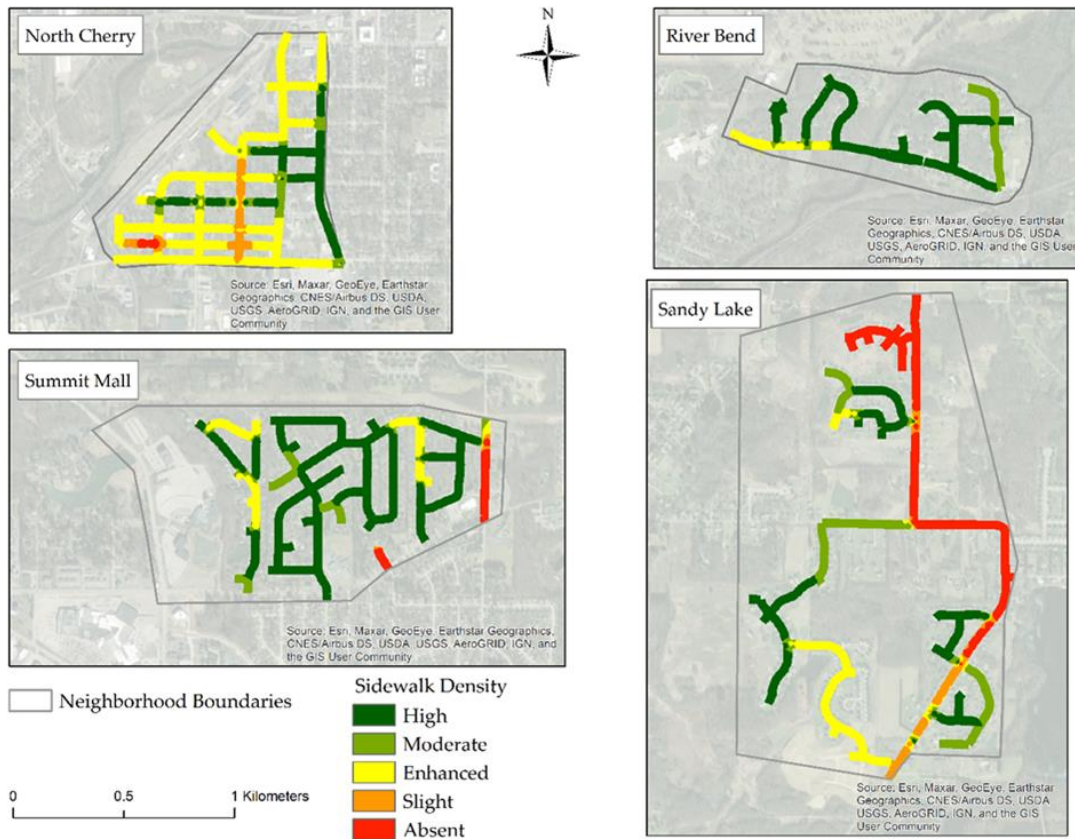 North Cherry
N
River Bend
Source: Esri, Maxar, GeoEye, Earthstar
Geographics, CNES/Airbus DS, USDA,
USGS, AeroGRID, IGN, and the GIS User
Community
Source: Esri, Maxar, GeoEye, Earthstar
Geographics, CNES/Airbus DS, USDA
USGS, AeroGRID, IGN, and the GIS User
Community
Sandy Lake
Summit Mall
Source: Esri, Maxar, GeoEye, Earthstar Geographics,
CNES/Airbus DS, USDA, USGS, AeroGRID, IGN, and
the GIS User Community
Neighborhood Boundaries
Sidewalk Density
High
Moderate
Enhanced
Slight
Absent
0 0.5 1 Kilometers
Source: Esri, Maxar, GeoEye, Earthstar
Geographics, CNES/Airbus DS, USDA
USGS, AeroGRID, IGN, and the GIS User
Community